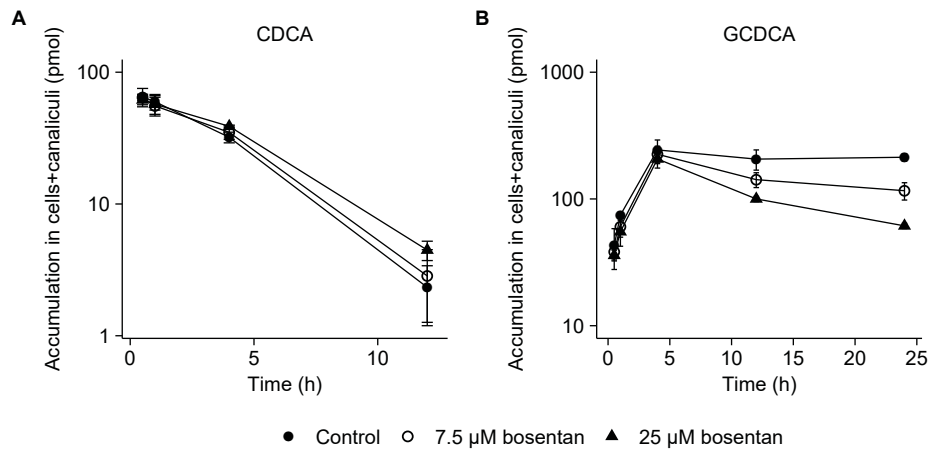 A
CDCA
Accumulation in cells+canaliculi (pmol)
100
10
1
0
5
10
Time (h)
B
GCDCA
Accumulation in cells+canaliculi (pmol)
1000
100
10
0
5
10
15
20
25
Time (h)
Control
7.5 µM bosentan
25 µM bosentan